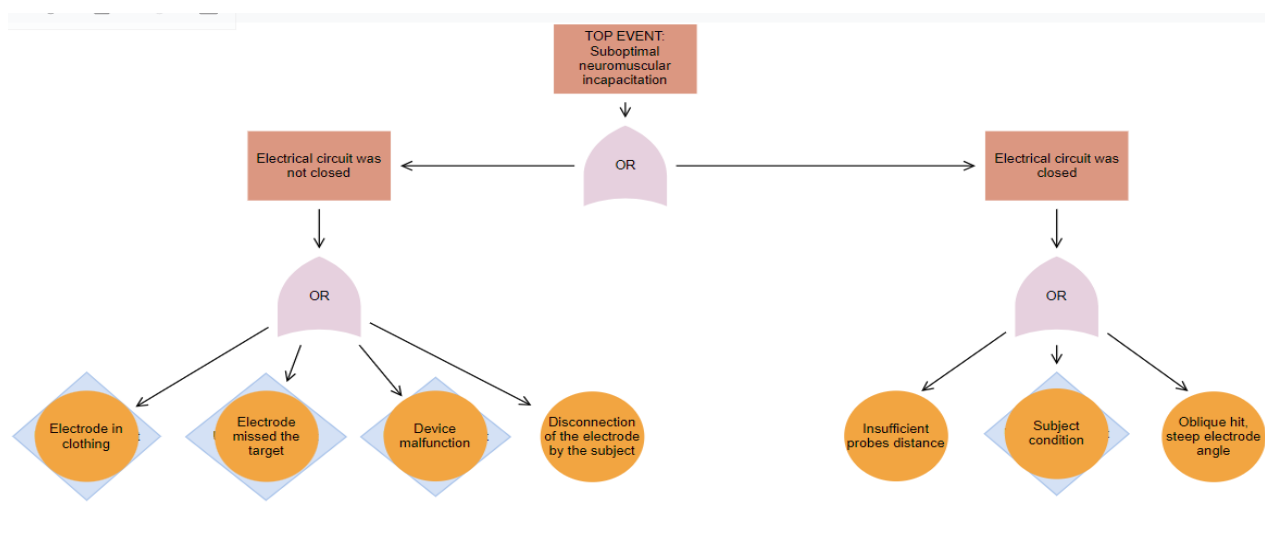 TOP EVENT:
Suboptimal
neuromuscular
incapacitation
Electrical circuit was
not closed
OR
Electrical circuit was
closed
OR
OR
Electrode in
clothing
Electrode
missed the
target
Device
malfunction
Disconnection
of the electrode
by the subject
Insufficient
probes distance
Subject
condition
Oblique hit,
steep electrode
angle